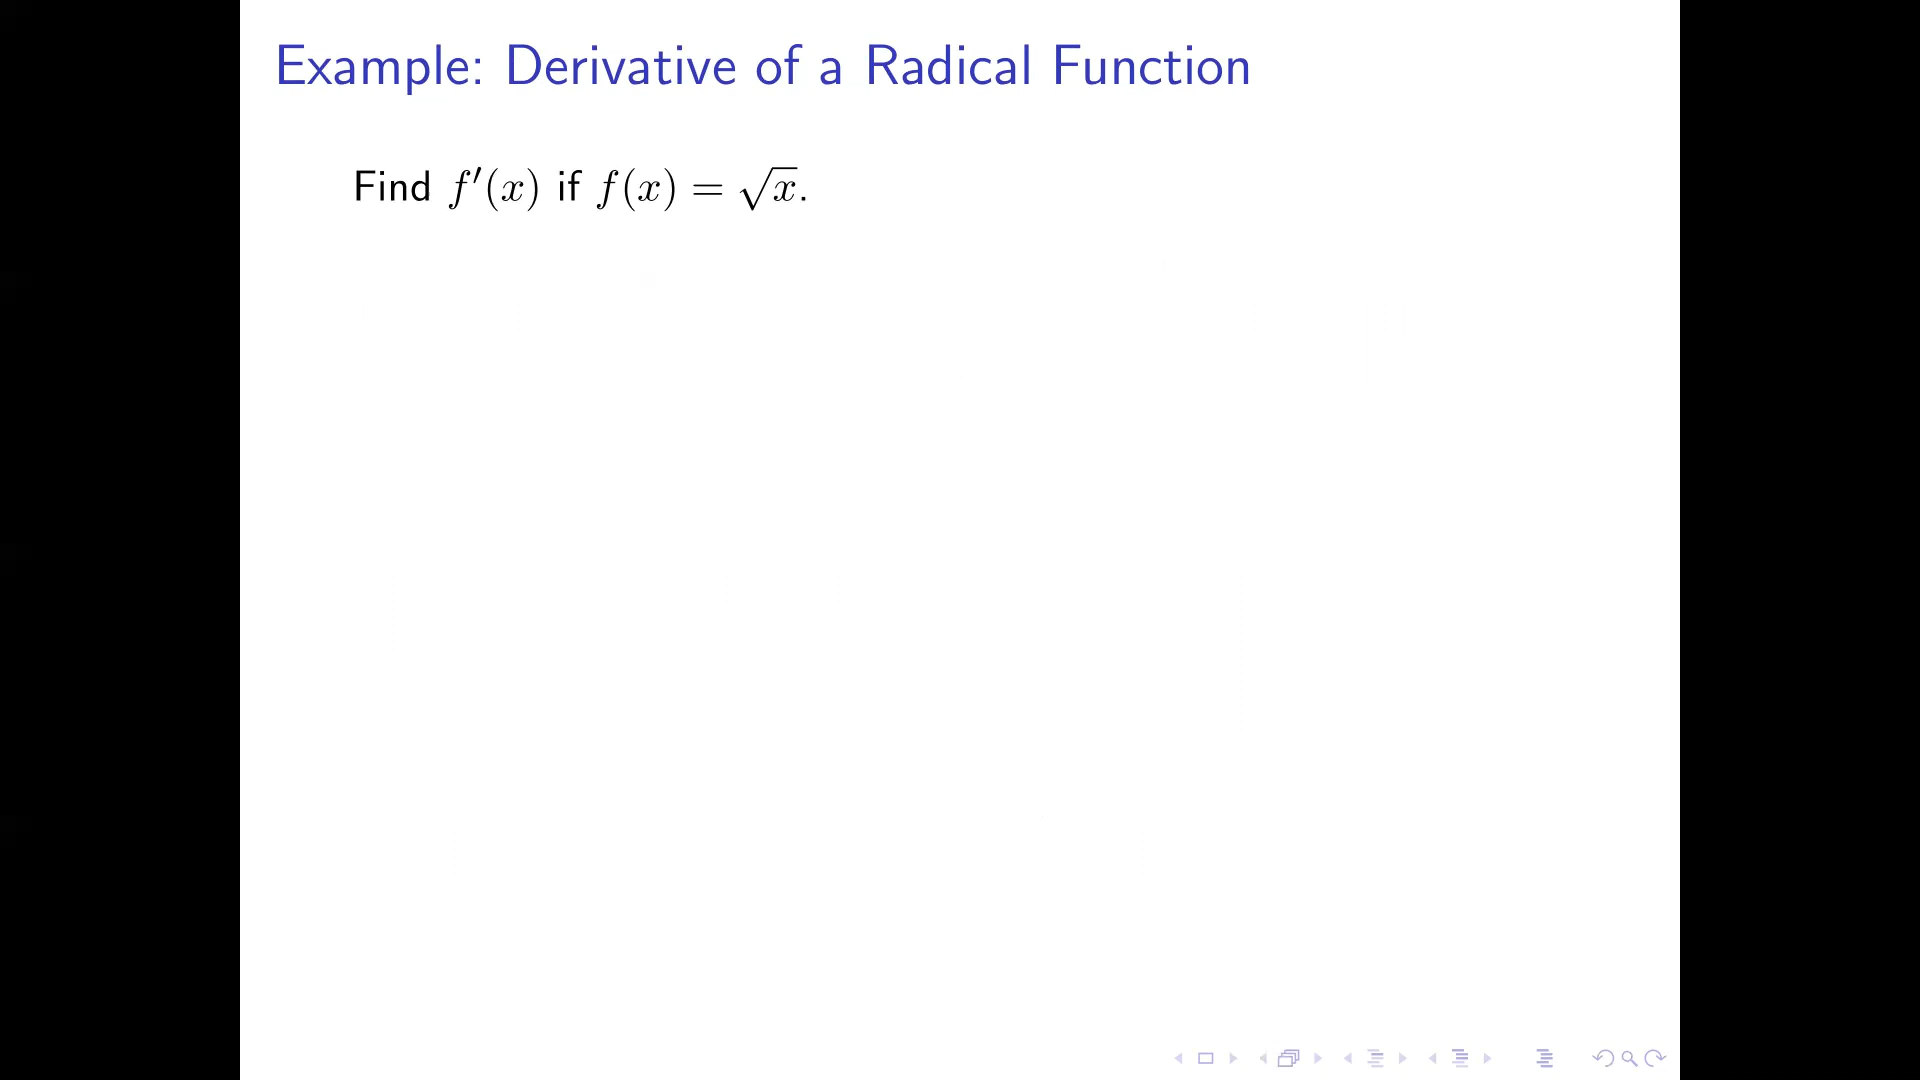 Example: Derivative of a Radical Function
Find f′(x) if f(x) = √x.